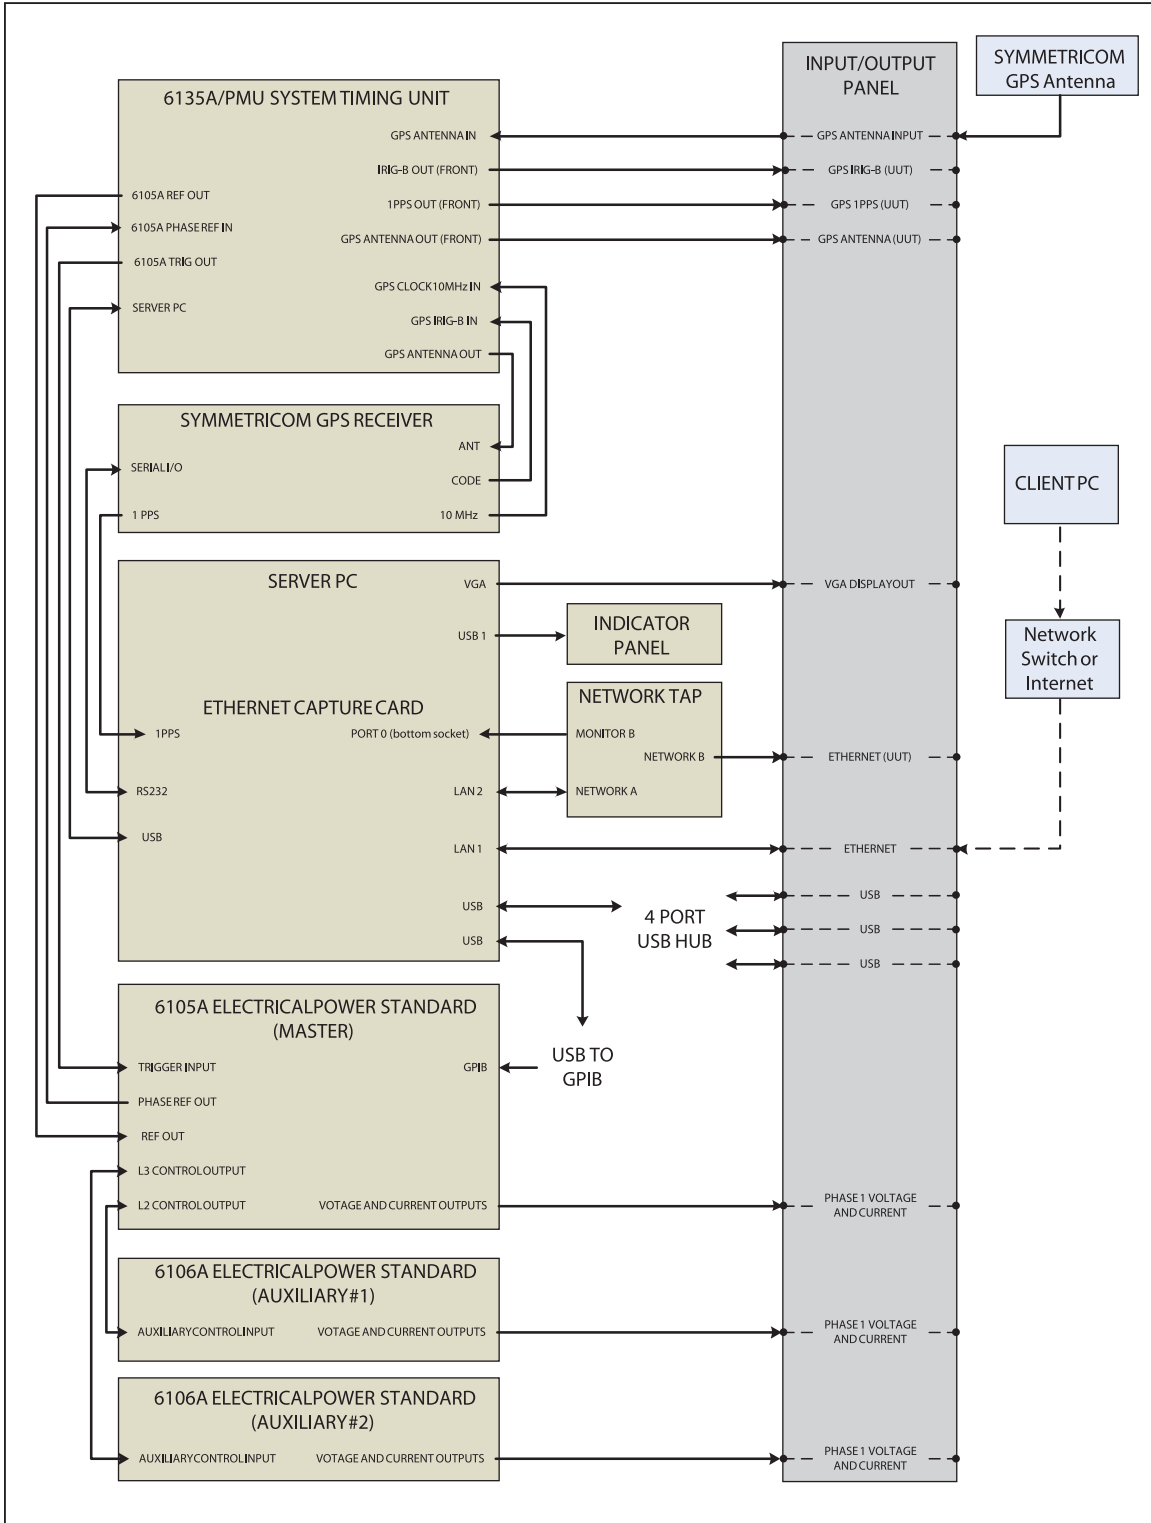 INPUT/OUTPUT
PANEL
SYMMETRICOM
GPS Antenna
6135A/PMU SYSTEM TIMING UNIT
GPS ANTENNA IN
IRIG-B OUT (FRONT)
1PPS OUT (FRONT)
GPS ANTENNA OUT (FRONT)
GPS CLOCK10MHz IN
GPS IRIG-B IN
GPS ANTENNA OUT
6105A REF OUT
6105A PHASE REF IN
6105A TRIG OUT
SERVER PC
GPS ANTENNA INPUT
GPS IRIG-B (UUT)
GPS 1PPS (UUT)
GPS ANTENNA (UUT)
SYMMETRICOM GPS RECEIVER
ANT
CODE
10 MHz
SERIAL I/O
1 PPS
CLIENT PC
Network
Switch or
Internet
SERVER PC
VGA
USB 1
ETHERNET CAPTURE CARD
PORT 0 (bottom socket)
1PPS
RS232
USB
LAN 2
LAN 1
USB
USB
INDICATOR
PANEL
NETWORK TAP
MONITOR B
NETWORK B
NETWORK A
VGA DISPLAYOUT
ETHERNET (UUT)
ETHERNET
USB
USB
USB
4 PORT
USB HUB
USB TO
GPIB
6105A ELECTRICALPOWER STANDARD
(MASTER)
TRIGGER INPUT
GPIB
PHASE REF OUT
REF OUT
L3 CONTROLOUTPUT
L2 CONTROLOUTPUT
VOTAGE AND CURRENT OUTPUTS
PHASE 1 VOLTAGE
AND CURRENT
6106A ELECTRICALPOWER STANDARD
(AUXILIARY#1)
AUXILIARYCONTROLINPUT
VOTAGE AND CURRENT OUTPUTS
PHASE 1 VOLTAGE
AND CURRENT
6106A ELECTRICALPOWER STANDARD
(AUXILIARY#2)
AUXILIARYCONTROLINPUT
VOTAGE AND CURRENT OUTPUTS
PHASE 1 VOLTAGE
AND CURRENT